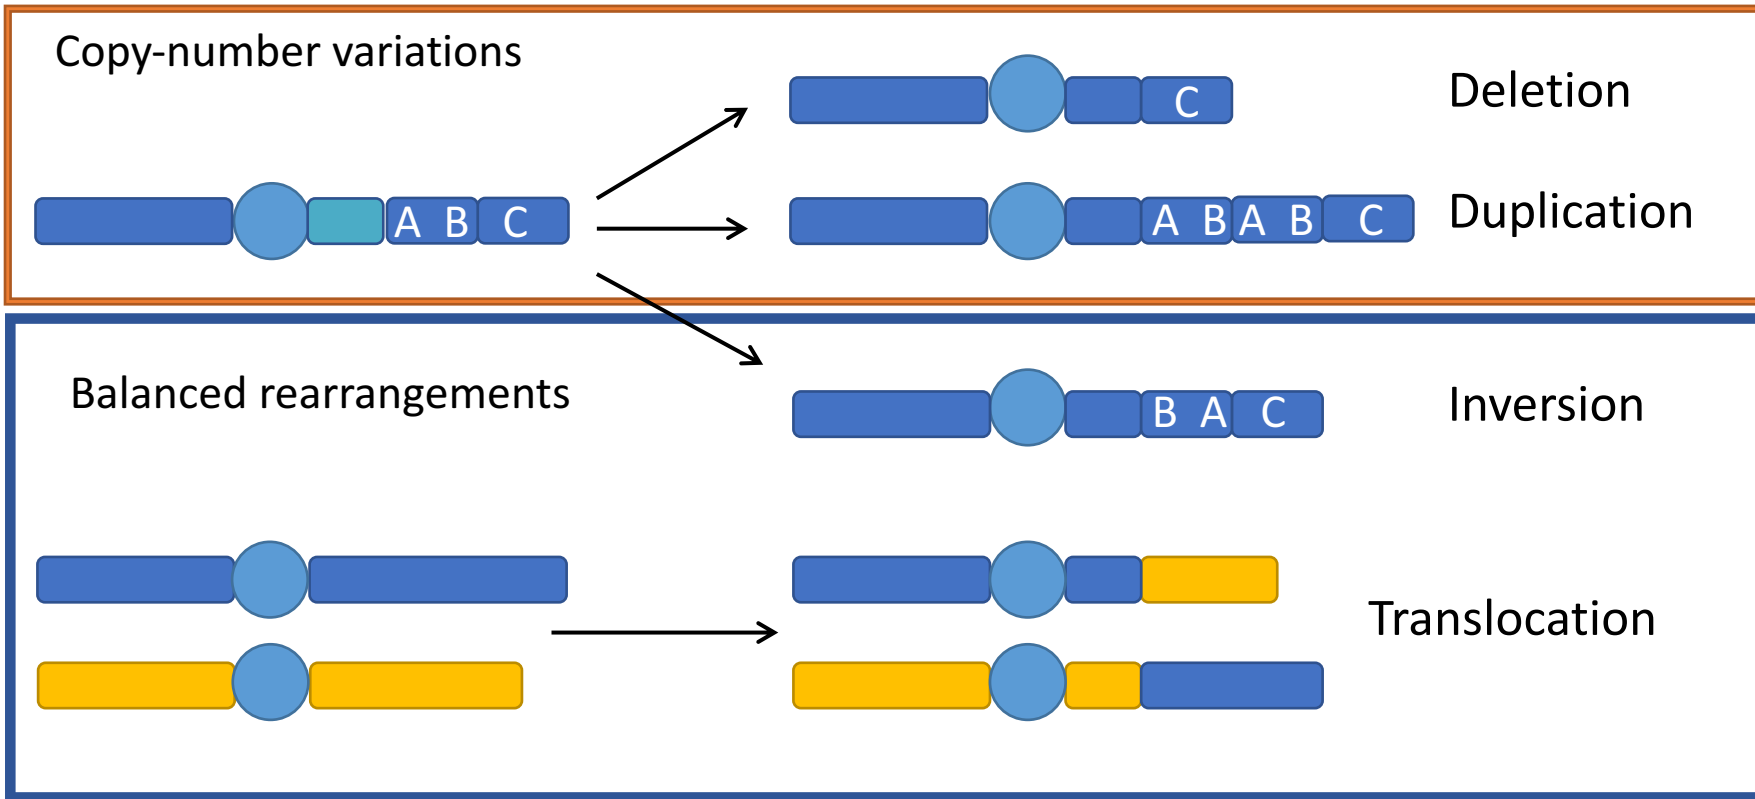 Copy-number variations
C
Deletion
A B C
A B A B C
Duplication
Balanced rearrangements
B A C
Inversion
Translocation